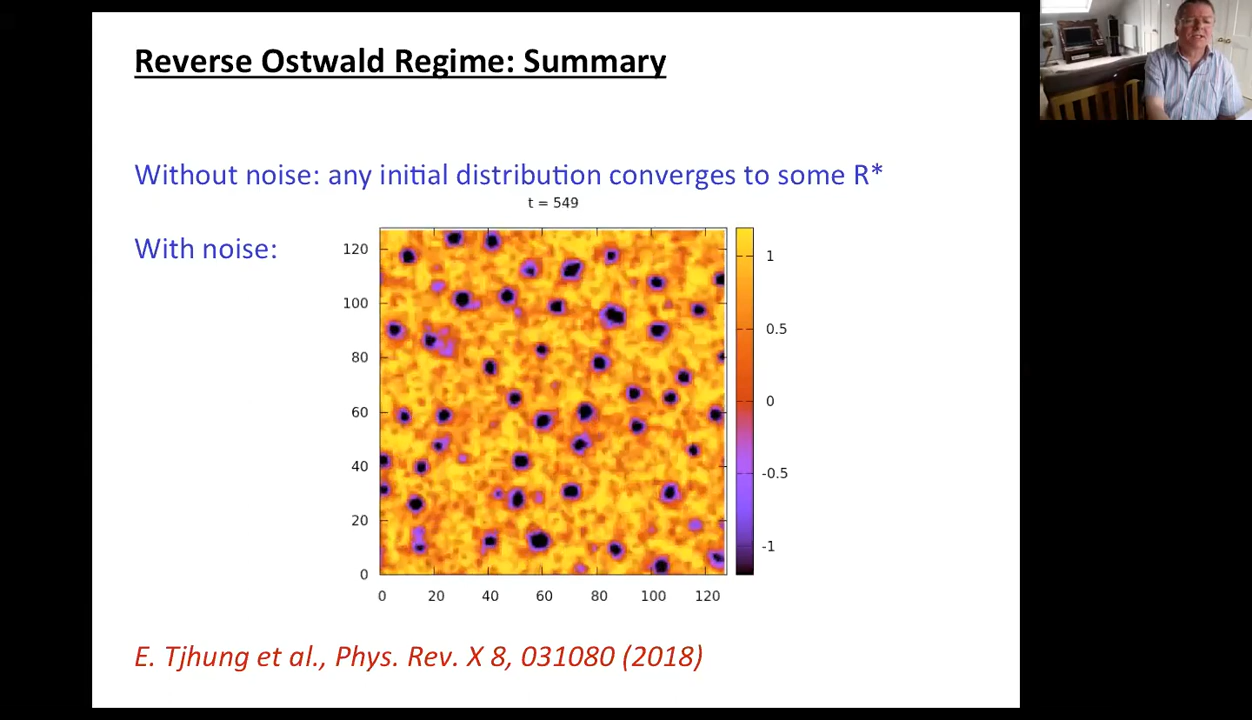 Reverse Ostwald Regime: Summary
Without noise: any initial distribution converges to some R*
t = 549
With noise:
120
100
80
60
40
20
0
0 20 40 60 80 100 120
1
0.5
0
-0.5
-1
E. Tjhung et al., Phys. Rev. X 8, 031080 (2018)